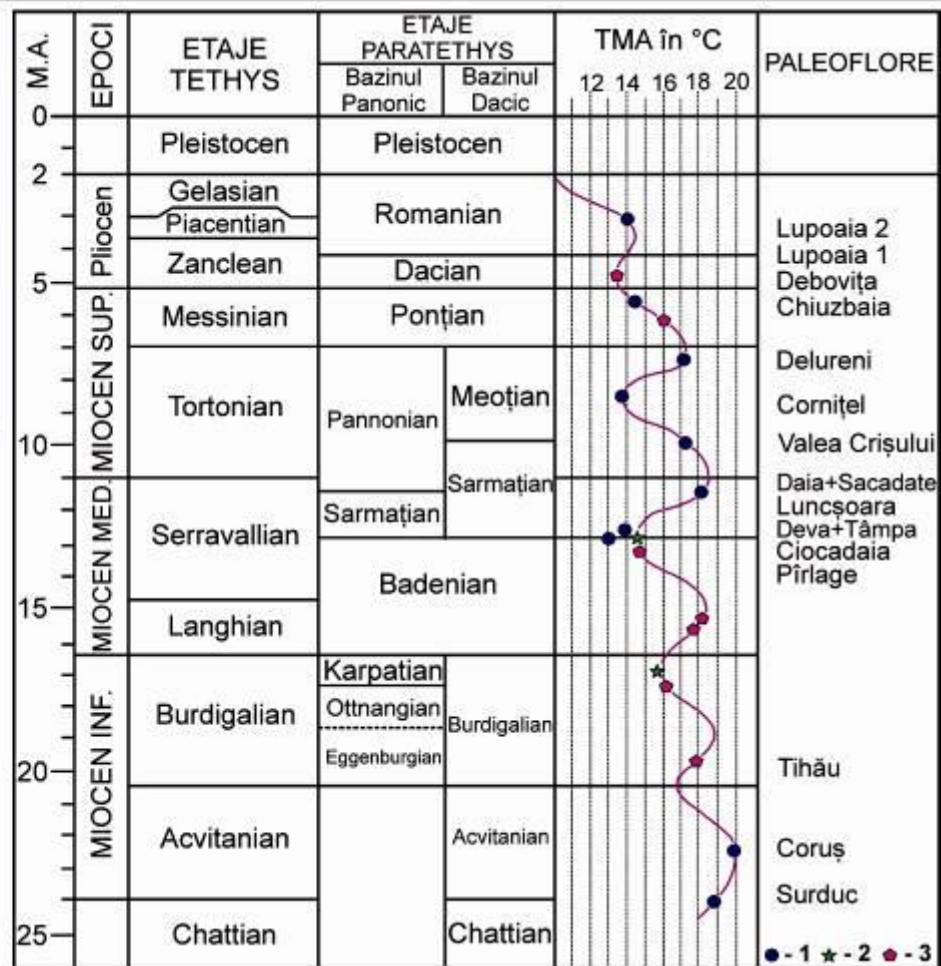 M.A.
EPOCI
ETAJE
TETHYS
ETAJE
PARATETHYS
Bazinul
Panonic
Bazinul
Dacic
TMA în °C
12 14 16 18 20
PALEOFLORE
0
2
5
10
15
20
25
Pliocen
MIOCEN SUP.
MIOCEN MED.
MIOCEN INF.
Pleistocen
Gelasian
Piacentian
Zanclean
Messinian
Tortonian
Serravallian
Langhian
Burdigalian
Acvitanian
Chattian
Pleistocen
Romanian
Dacian
Ponțian
Pannonian
Meoțian
Sarmațian
Sarmațian
Badenian
Karpatian
Ottnangian
Eggenburgian
Burdigalian
Acvitanian
Chattian
Lupoaia 2
Lupoaia 1
Debovița
Chiuzbaia
Delureni
Cornițel
Valea Crișului
Daia+Sacadate
Luncșoara
Deva+Tâmpa
Ciocadaia
Pîrlage
Tihău
Coruș
Surduc
- 1 - 2 - 3